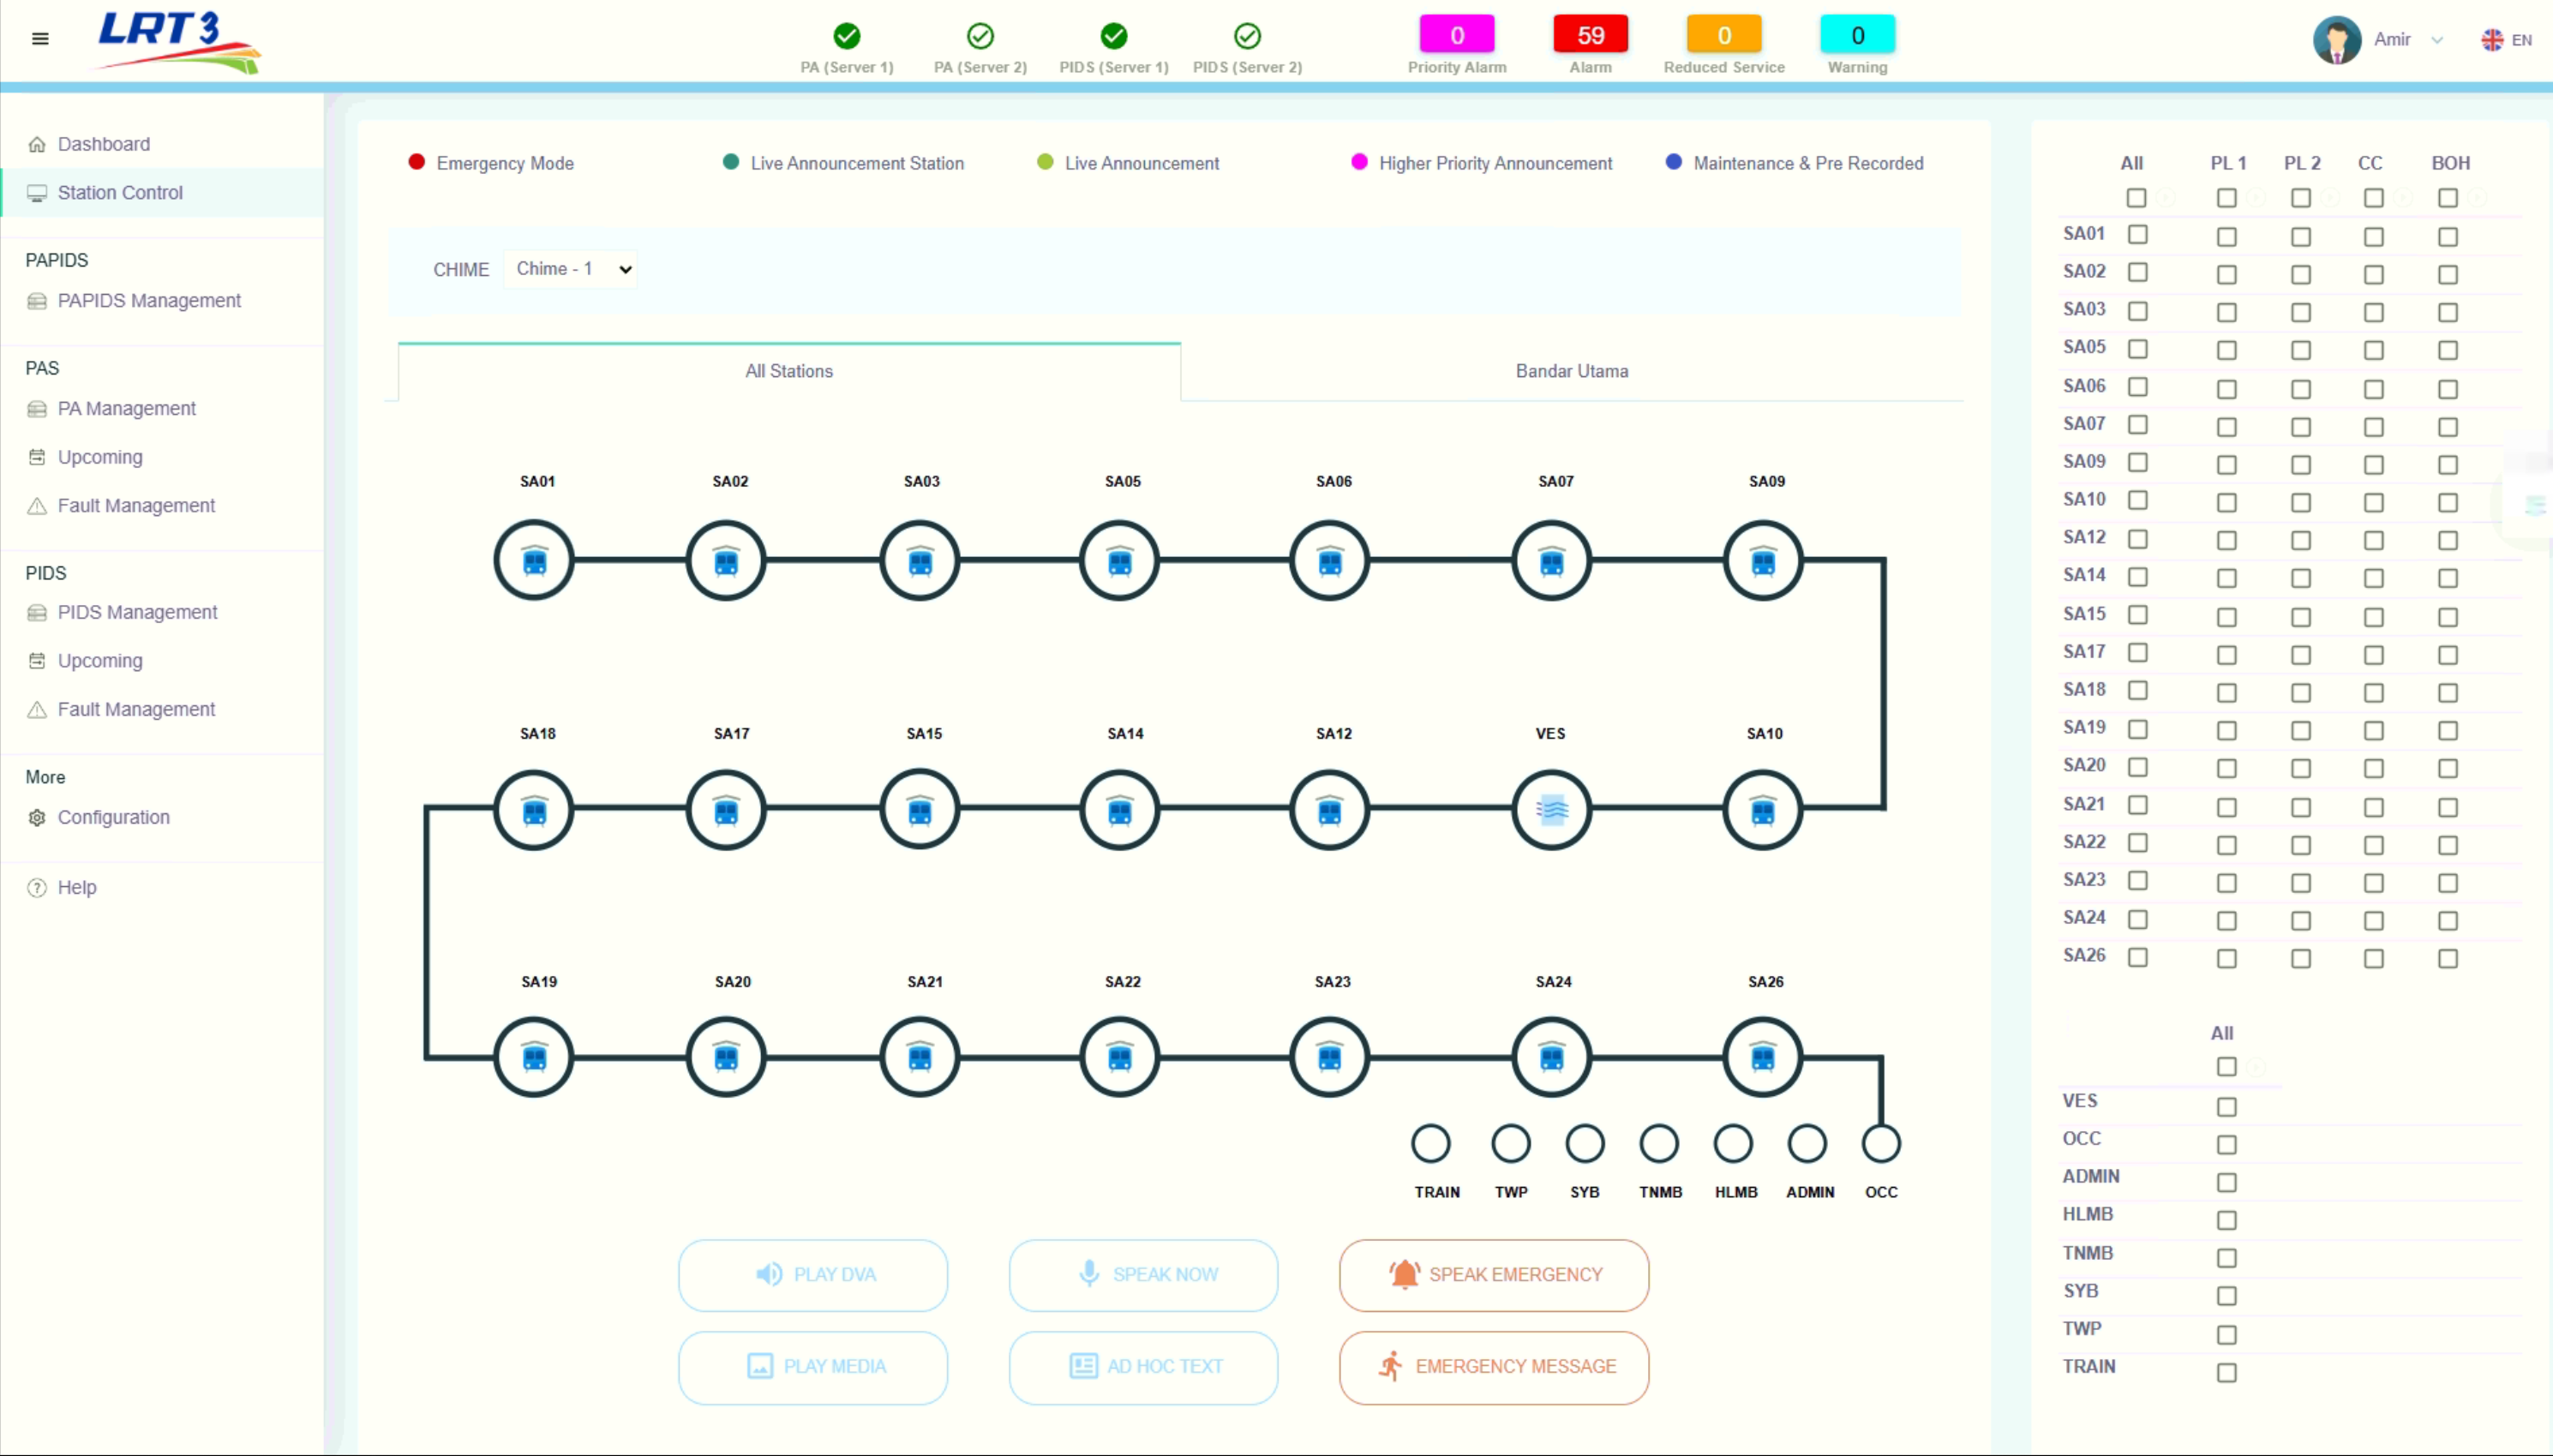 LRT 3
PA (Server 1)
PA (Server 2)
PIDS (Server 1)
PIDS (Server 2)
0
Priority Alarm
59
Alarm
0
Reduced Service
0
Warning
Amir
EN
Dashboard
Station Control
PAPIDS
PAPIDS Management
PAS
PA Management
Upcoming
Fault Management
PIDS
PIDS Management
Upcoming
Fault Management
More
Configuration
Help
Emergency Mode
Live Announcement Station
Live Announcement
Higher Priority Announcement
Maintenance & Pre Recorded
CHIME
Chime - 1
All Stations
Bandar Utama
SA01
SA02
SA03
SA05
SA06
SA07
SA09
SA18
SA17
SA15
SA14
SA12
VES
SA10
SA19
SA20
SA21
SA22
SA23
SA24
SA26
TRAIN
TWP
SYB
TNMB
HLMB
ADMIN
OCC
PLAY DVA
SPEAK NOW
SPEAK EMERGENCY
PLAY MEDIA
AD HOC TEXT
EMERGENCY MESSAGE
All
PL 1
PL 2
CC
BOH
SA01
SA02
SA03
SA05
SA06
SA07
SA09
SA10
SA12
SA14
SA15
SA17
SA18
SA19
SA20
SA21
SA22
SA23
SA24
SA26
All
VES
OCC
ADMIN
HLMB
TNMB
SYB
TWP
TRAIN